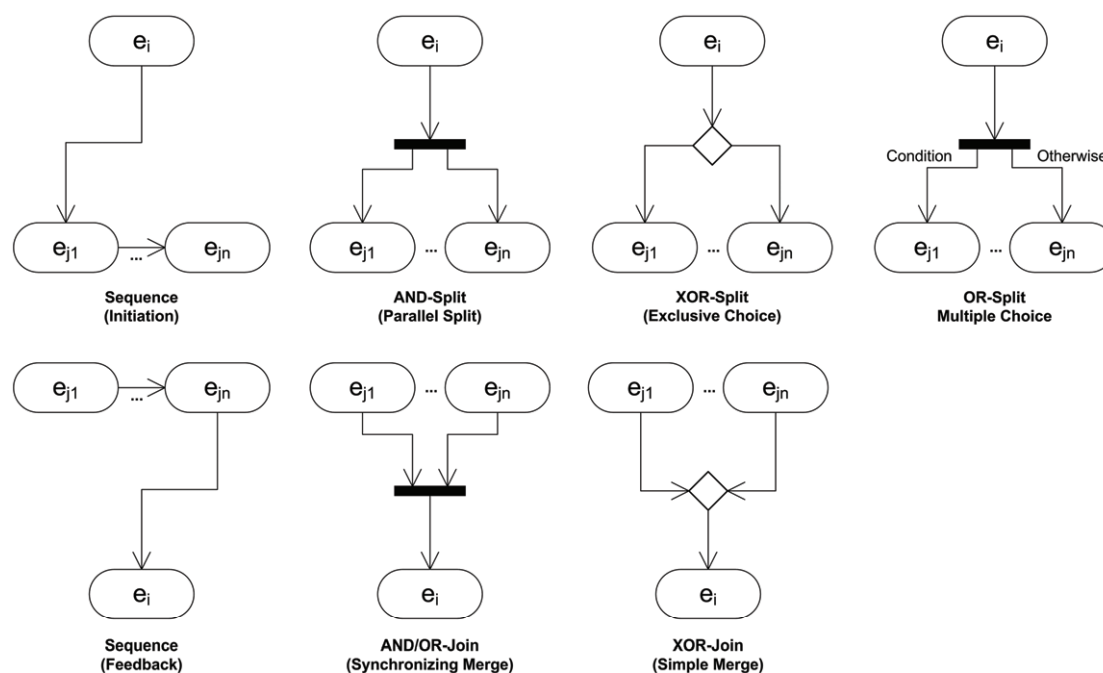 e_i e_i e_i e_i
Condition Otherwise
e_j1 ... e_jn e_j1 ... e_jn e_j1 ... e_jn e_j1 ... e_jn
Sequence AND-Split XOR-Split OR-Split
(Initiation) (Parallel Split) (Exclusive Choice) Multiple Choice
e_j1 ... e_jn e_j1 ... e_jn e_j1 ... e_jn
e_i e_i e_i
Sequence AND/OR-Join XOR-Join
(Feedback) (Synchronizing Merge) (Simple Merge)